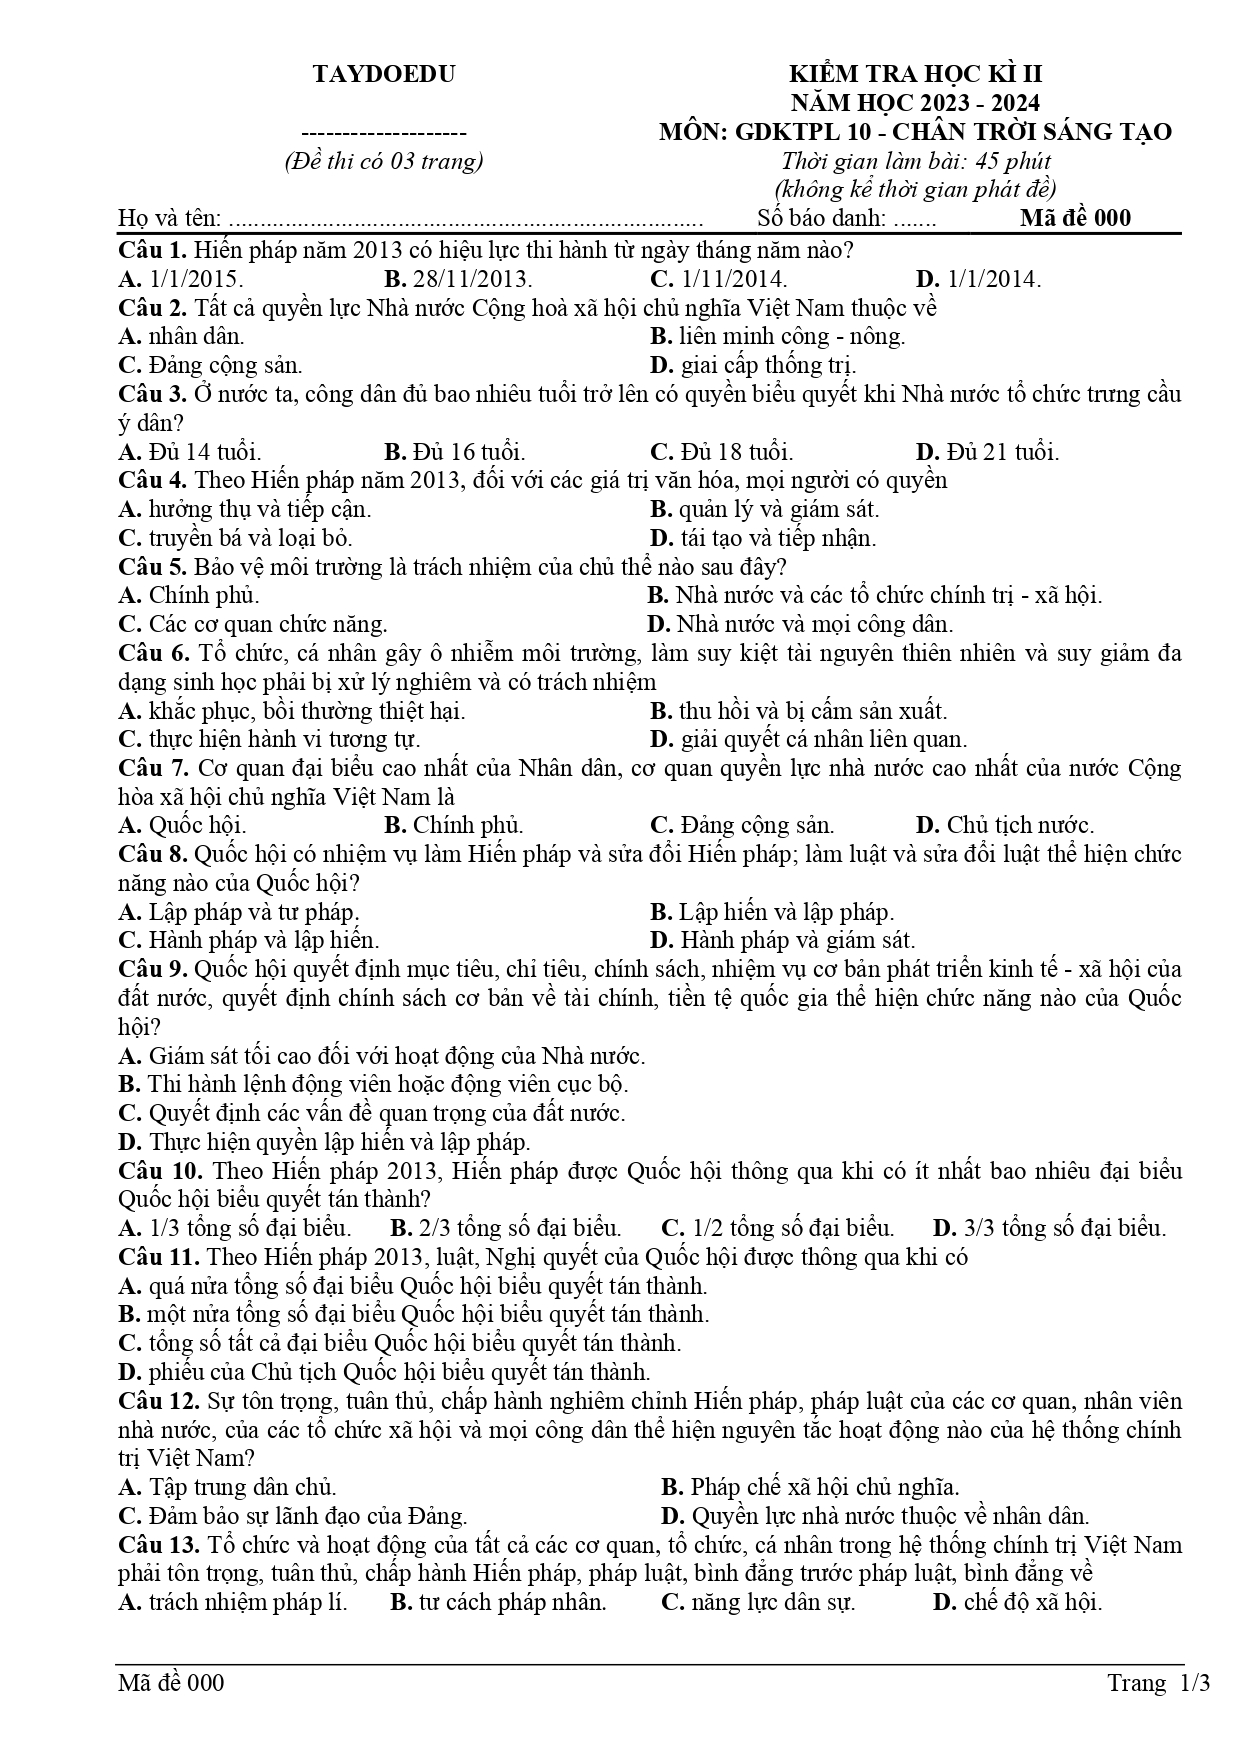 TAYDOEDU
--------------------
(Đề thi có 03 trang)
KIỂM TRA HỌC KÌ II
NĂM HỌC 2023 - 2024
MÔN: GDKTPL 10 - CHÂN TRỜI SÁNG TẠO
Thời gian làm bài: 45 phút
(không kể thời gian phát đề)
Họ và tên: ............................................................................ Số báo danh: ....... Mã đề 000
Câu 1. Hiến pháp năm 2013 có hiệu lực thi hành từ ngày tháng năm nào?
A. 1/1/2015. B. 28/11/2013. C. 1/11/2014. D. 1/1/2014.
Câu 2. Tất cả quyền lực Nhà nước Cộng hoà xã hội chủ nghĩa Việt Nam thuộc về
A. nhân dân. B. liên minh công - nông.
C. Đảng cộng sản. D. giai cấp thống trị.
Câu 3. Ở nước ta, công dân đủ bao nhiêu tuổi trở lên có quyền biểu quyết khi Nhà nước tổ chức trưng cầu
ý dân?
A. Đủ 14 tuổi. B. Đủ 16 tuổi. C. Đủ 18 tuổi. D. Đủ 21 tuổi.
Câu 4. Theo Hiến pháp năm 2013, đối với các giá trị văn hóa, mọi người có quyền
A. hưởng thụ và tiếp cận. B. quản lý và giám sát.
C. truyền bá và loại bỏ. D. tái tạo và tiếp nhận.
Câu 5. Bảo vệ môi trường là trách nhiệm của chủ thể nào sau đây?
A. Chính phủ. B. Nhà nước và các tổ chức chính trị - xã hội.
C. Các cơ quan chức năng. D. Nhà nước và mọi công dân.
Câu 6. Tổ chức, cá nhân gây ô nhiễm môi trường, làm suy kiệt tài nguyên thiên nhiên và suy giảm đa
dạng sinh học phải bị xử lý nghiêm và có trách nhiệm
A. khắc phục, bồi thường thiệt hại. B. thu hồi và bị cấm sản xuất.
C. thực hiện hành vi tương tự. D. giải quyết cá nhân liên quan.
Câu 7. Cơ quan đại biểu cao nhất của Nhân dân, cơ quan quyền lực nhà nước cao nhất của nước Cộng
hòa xã hội chủ nghĩa Việt Nam là
A. Quốc hội. B. Chính phủ. C. Đảng cộng sản. D. Chủ tịch nước.
Câu 8. Quốc hội có nhiệm vụ làm Hiến pháp và sửa đổi Hiến pháp; làm luật và sửa đổi luật thể hiện chức
năng nào của Quốc hội?
A. Lập pháp và tư pháp. B. Lập hiến và lập pháp.
C. Hành pháp và lập hiến. D. Hành pháp và giám sát.
Câu 9. Quốc hội quyết định mục tiêu, chỉ tiêu, chính sách, nhiệm vụ cơ bản phát triển kinh tế - xã hội của
đất nước, quyết định chính sách cơ bản về tài chính, tiền tệ quốc gia thể hiện chức năng nào của Quốc
hội?
A. Giám sát tối cao đối với hoạt động của Nhà nước.
B. Thi hành lệnh động viên hoặc động viên cục bộ.
C. Quyết định các vấn đề quan trọng của đất nước.
D. Thực hiện quyền lập hiến và lập pháp.
Câu 10. Theo Hiến pháp 2013, Hiến pháp được Quốc hội thông qua khi có ít nhất bao nhiêu đại biểu
Quốc hội biểu quyết tán thành?
A. 1/3 tổng số đại biểu. B. 2/3 tổng số đại biểu. C. 1/2 tổng số đại biểu. D. 3/3 tổng số đại biểu.
Câu 11. Theo Hiến pháp 2013, luật, Nghị quyết của Quốc hội được thông qua khi có
A. quá nửa tổng số đại biểu Quốc hội biểu quyết tán thành.
B. một nửa tổng số đại biểu Quốc hội biểu quyết tán thành.
C. tổng số tất cả đại biểu Quốc hội biểu quyết tán thành.
D. phiếu của Chủ tịch Quốc hội biểu quyết tán thành.
Câu 12. Sự tôn trọng, tuân thủ, chấp hành nghiêm chỉnh Hiến pháp, pháp luật của các cơ quan, nhân viên
nhà nước, của các tổ chức xã hội và mọi công dân thể hiện nguyên tắc hoạt động nào của hệ thống chính
trị Việt Nam?
A. Tập trung dân chủ. B. Pháp chế xã hội chủ nghĩa.
C. Đảm bảo sự lãnh đạo của Đảng. D. Quyền lực nhà nước thuộc về nhân dân.
Câu 13. Tổ chức và hoạt động của tất cả các cơ quan, tổ chức, cá nhân trong hệ thống chính trị Việt Nam
phải tôn trọng, tuân thủ, chấp hành Hiến pháp, pháp luật, bình đẳng trước pháp luật, bình đẳng về
A. trách nhiệm pháp lí. B. tư cách pháp nhân. C. năng lực dân sự. D. chế độ xã hội.
Mã đề 000 Trang 1/3